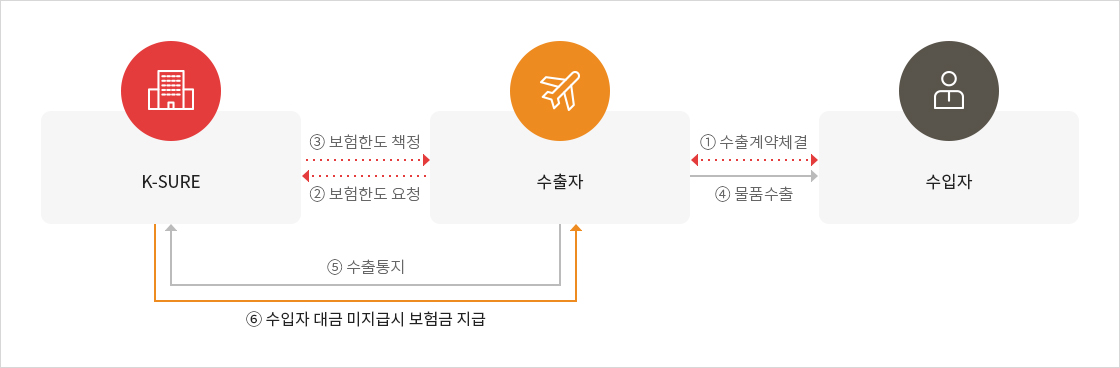 ③ 보험한도 책정
① 수출계약체결
K-SURE
수출자
수입자
② 보험한도 요청
④ 물품수출
⑤ 수출통지
⑥ 수입자 대금 미지급시 보험금 지급